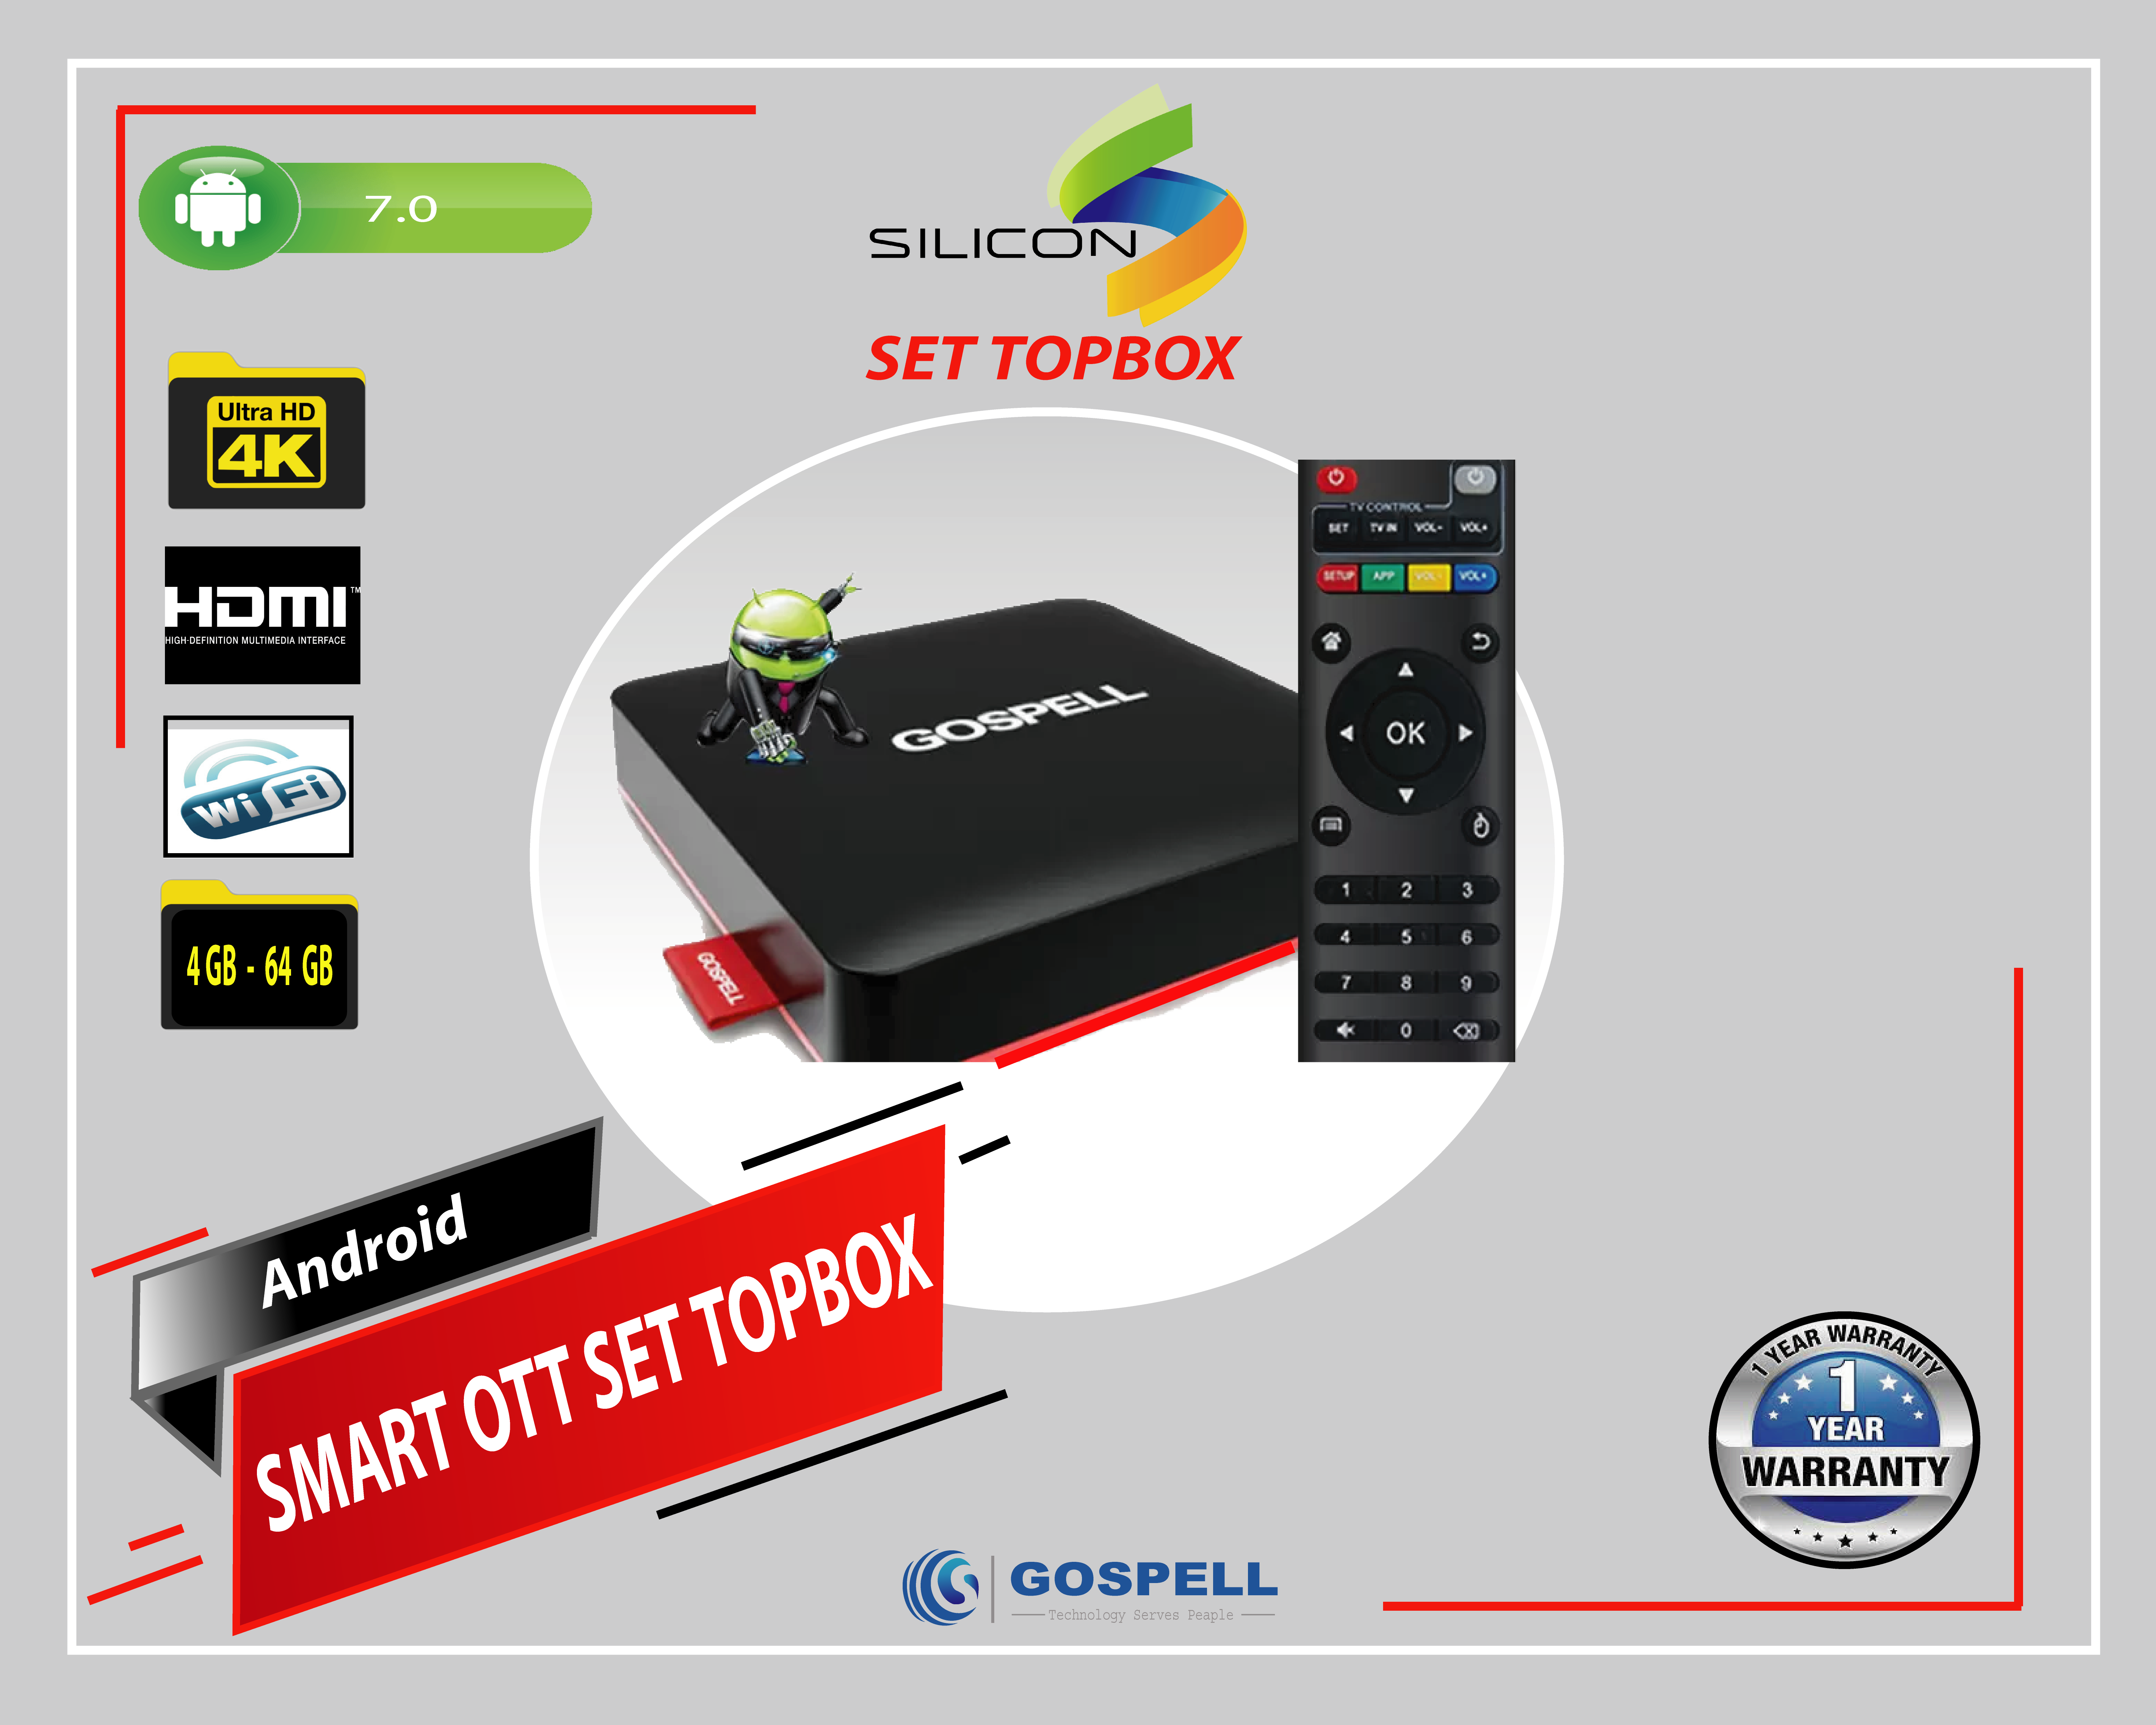 7.0
SILICON
SET TOPBOX
Ultra HD
4K
HDMI TM
HIGH-DEFINITION MULTIMEDIA INTERFACE
Wi Fi
4 GB - 64 GB
GOSPELL
GOSPELL
TV CONTROL
SET TV IN VOL- VOL+
SETUP APP VOL- VOL+
OK
1 2 3
4 5 6
7 8 9
0
Android
SMART OTT SET TOPBOX
1 YEAR WARRANTY
1
YEAR
WARRANTY
GOSPELL
Technology Serves Peaple